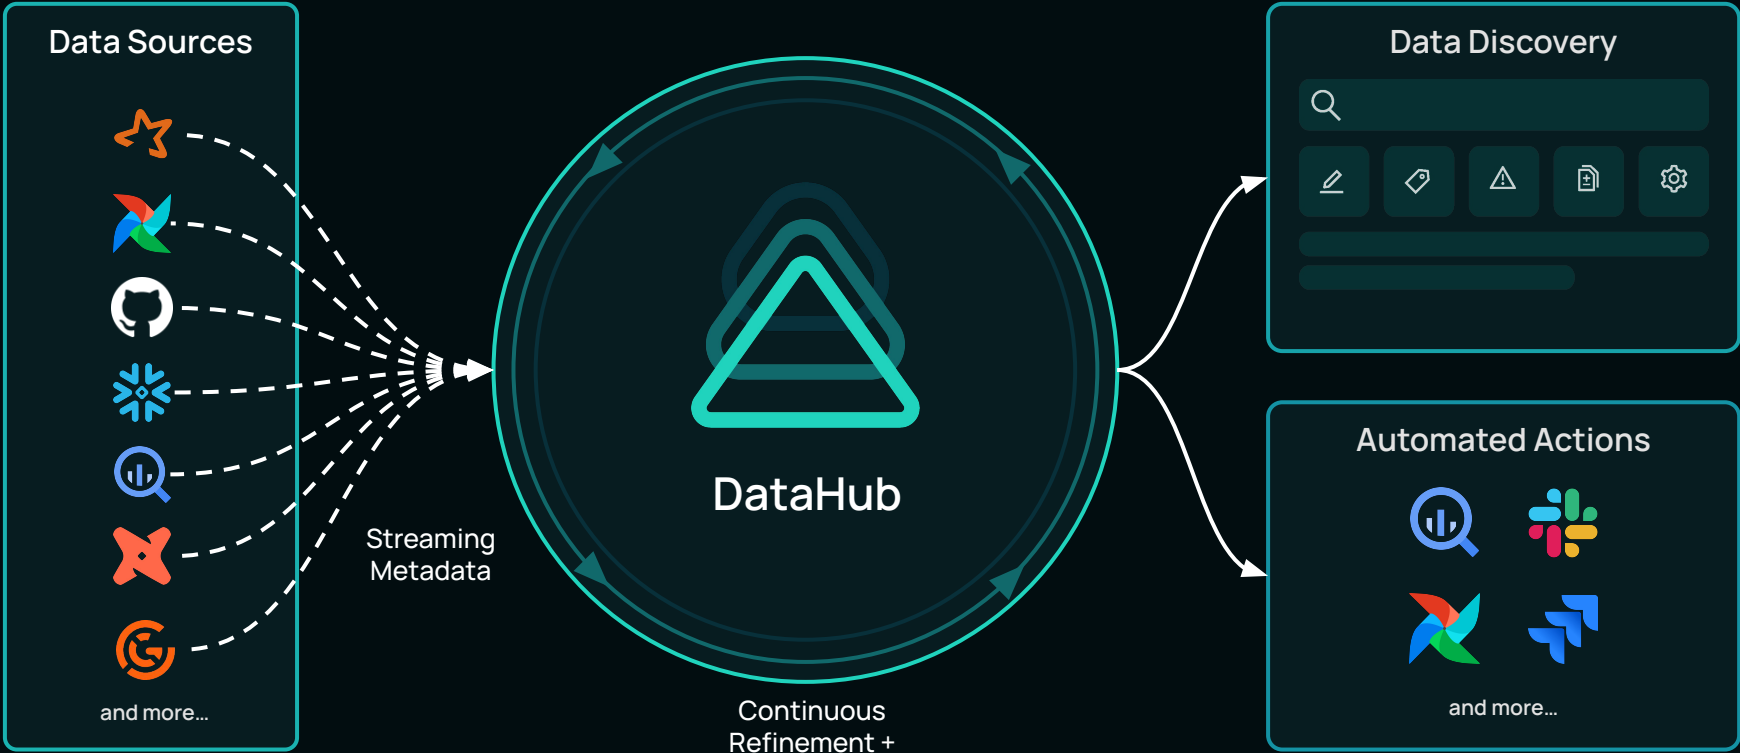 Data Sources
and more...
Streaming
Metadata
DataHub
Continuous
Refinement +
Data Discovery
Automated Actions
and more...